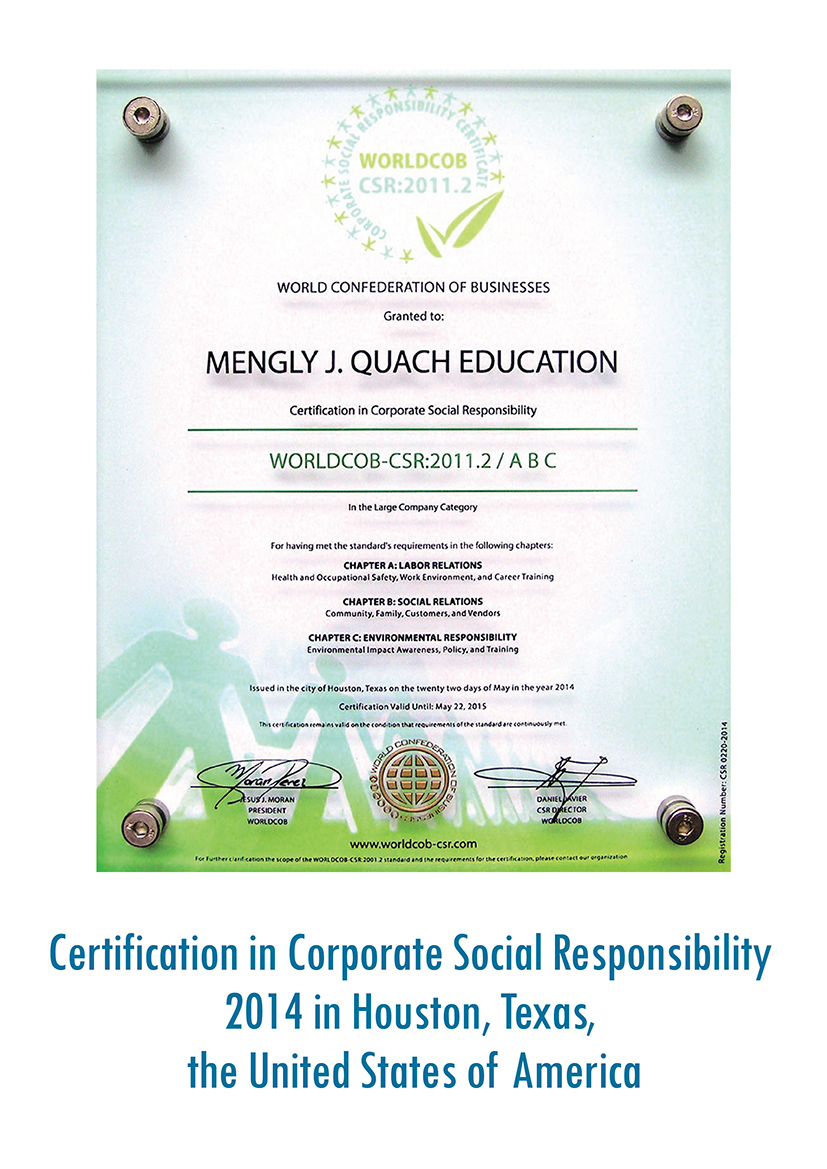 CORPORATE SOCIAL RESPONSIBILITY CERTIFICATE
WORLDCOB
CSR:2011.2
WORLD CONFEDERATION OF BUSINESSES
Granted to:
MENGLY J. QUACH EDUCATION
Certification in Corporate Social Responsibility
WORLDCOB-CSR:2011.2 / A B C
In the Large Company Category
For having met the standard's requirements in the following chapters:
CHAPTER A: LABOR RELATIONS
Health and Occupational Safety, Work Environment, and Career Training
CHAPTER B: SOCIAL RELATIONS
Community, Family, Customers, and Vendors
CHAPTER C: ENVIRONMENTAL RESPONSIBILITY
Environmental Impact Awareness, Policy, and Training
Issued in the city of Houston, Texas on the twenty two days of May in the year 2014
Certification Valid Until: May 22, 2015
This certification remains valid on the condition that requirements of the standard are continuously met.
WORLD CONFEDERATION OF BUSINESSES
JESUS J. MORAN
PRESIDENT
WORLDCOB
DANIEL JAVIER
CSR DIRECTOR
WORLDCOB
www.worldcob-csr.com
For Further clarification the scope of the WORLDCOB-CSR:2001.2 standard and the requirements for the certification, please contact our organization
Registration Number: CSR 0220-2014
Certification in Corporate Social Responsibility
2014 in Houston, Texas,
the United States of America